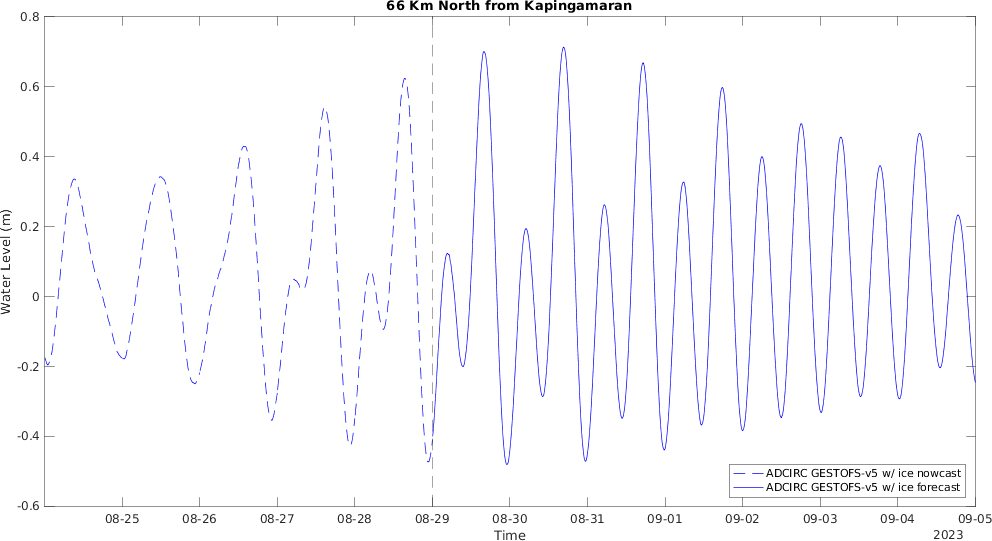 66 Km North from Kapingamaran
Water Level (m)
0.8
0.6
0.4
0.2
0
-0.2
-0.4
-0.6
ADCIRC GESTOFS-v5 w/ ice nowcast
ADCIRC GESTOFS-v5 w/ ice forecast
08-25 08-26 08-27 08-28 08-29 08-30 08-31 09-01 09-02 09-03 09-04 09-05
Time
2023